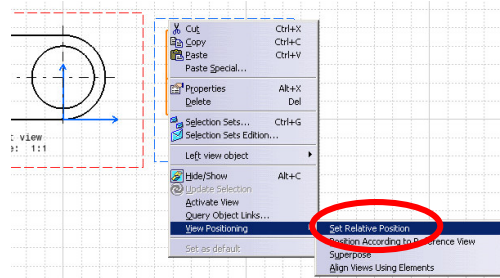 Cut Ctrl+X
Copy Ctrl+C
Paste Ctrl+V
Paste Special...
Properties Alt+X
Delete Del
Selection Sets... Ctrl+G
Selection Sets Edition...
Left view object
Hide/Show Alt+C
Update Selection
Activate View
Query Object Links...
View Positioning
Set as default
Set Relative Position
Position According to Reference View
Superpose
Align Views Using Elements
t view
e: 1:1